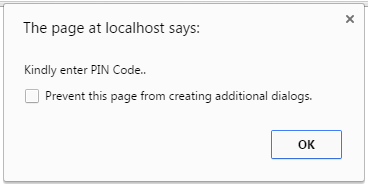 The page at localhost says:
Kindly enter PIN Code..
Prevent this page from creating additional dialogs.
OK